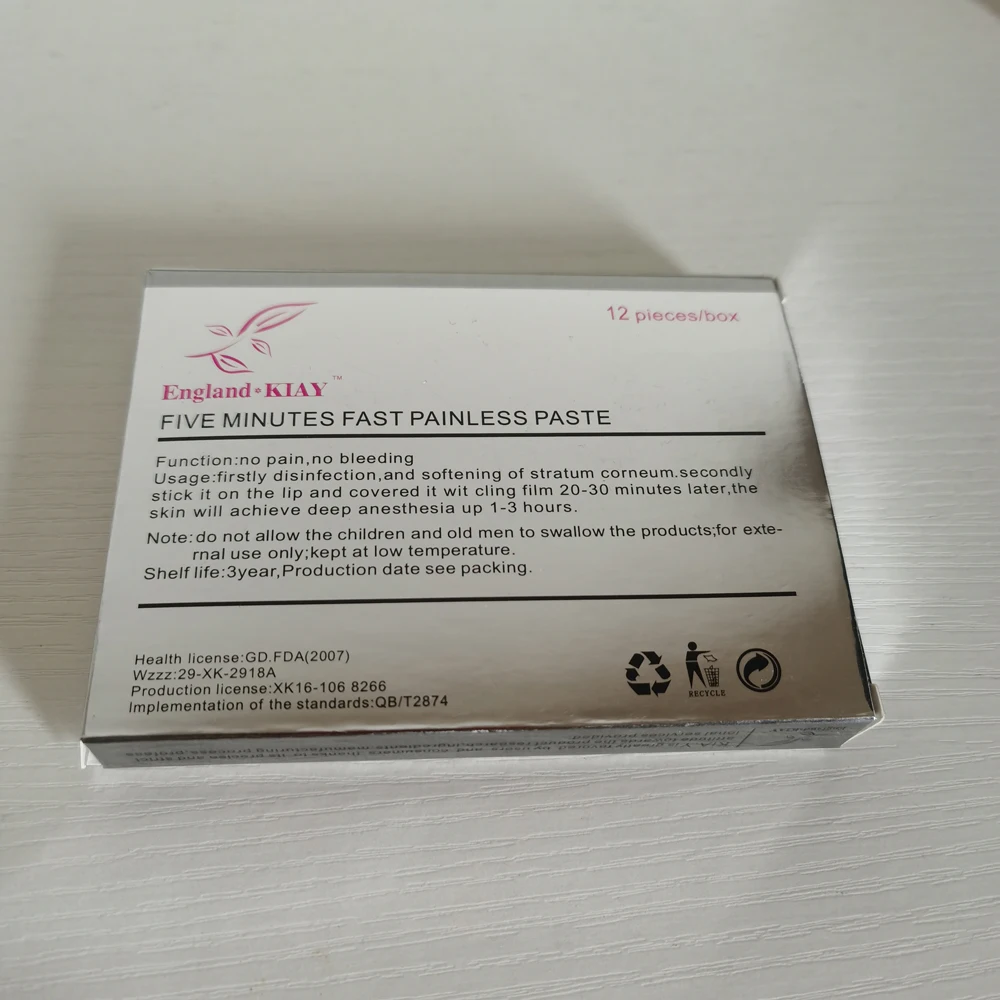 12 pieces/box
England KIAY ™
FIVE MINUTES FAST PAINLESS PASTE
Function:no pain,no bleeding
Usage:firstly disinfection,and softening of stratum corneum.secondly
stick it on the lip and covered it wit cling film 20-30 minutes later,the
skin will achieve deep anesthesia up 1-3 hours.
Note:do not allow the children and old men to swallow the products;for exte-
rnal use only;kept at low temperature.
Shelf life:3year,Production date see packing.
Health license:GD.FDA(2007)
Wzzz:29-XK-2918A
Production license:XK16-106 8266
Implementation of the standards:QB/T2874
RECYCLE